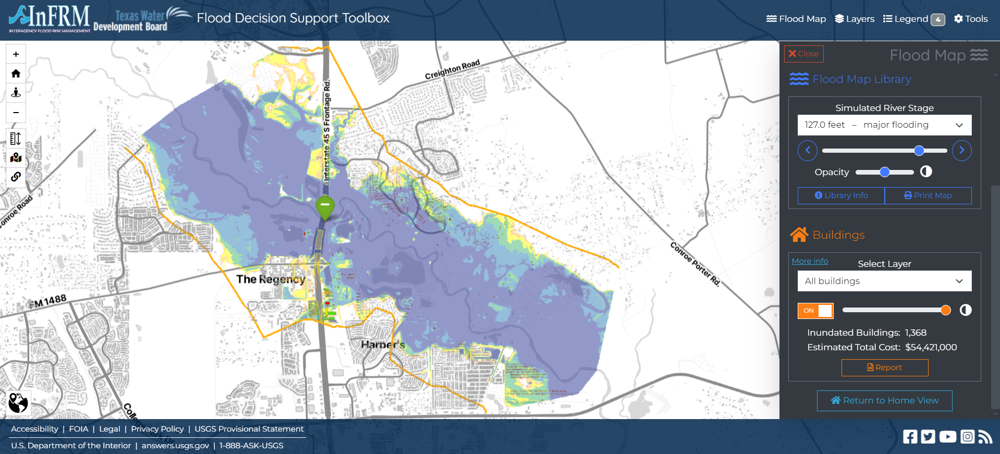 InFRM
INTERAGENCY FLOOD RISK MANAGEMENT
Texas Water
Development Board
Flood Decision Support Toolbox
Flood Map
Layers
Legend 4
Tools
+
−
Creighton Road
Interstate 45 S Frontage Rd.
Conroe Road
The Regency
FM 1488
Harper's
Conroe Porter Rd.
College Park Dr
Close
Flood Map
Flood Map Library
Simulated River Stage
127.0 feet – major flooding
Opacity
Library Info
Print Map
Buildings
More info
Select Layer
All buildings
ON
Inundated Buildings: 1,368
Estimated Total Cost: $54,421,000
Report
Return to Home View
Accessibility | FOIA | Legal | Privacy Policy | USGS Provisional Statement
U.S. Department of the Interior | answers.usgs.gov | 1-888-ASK-USGS